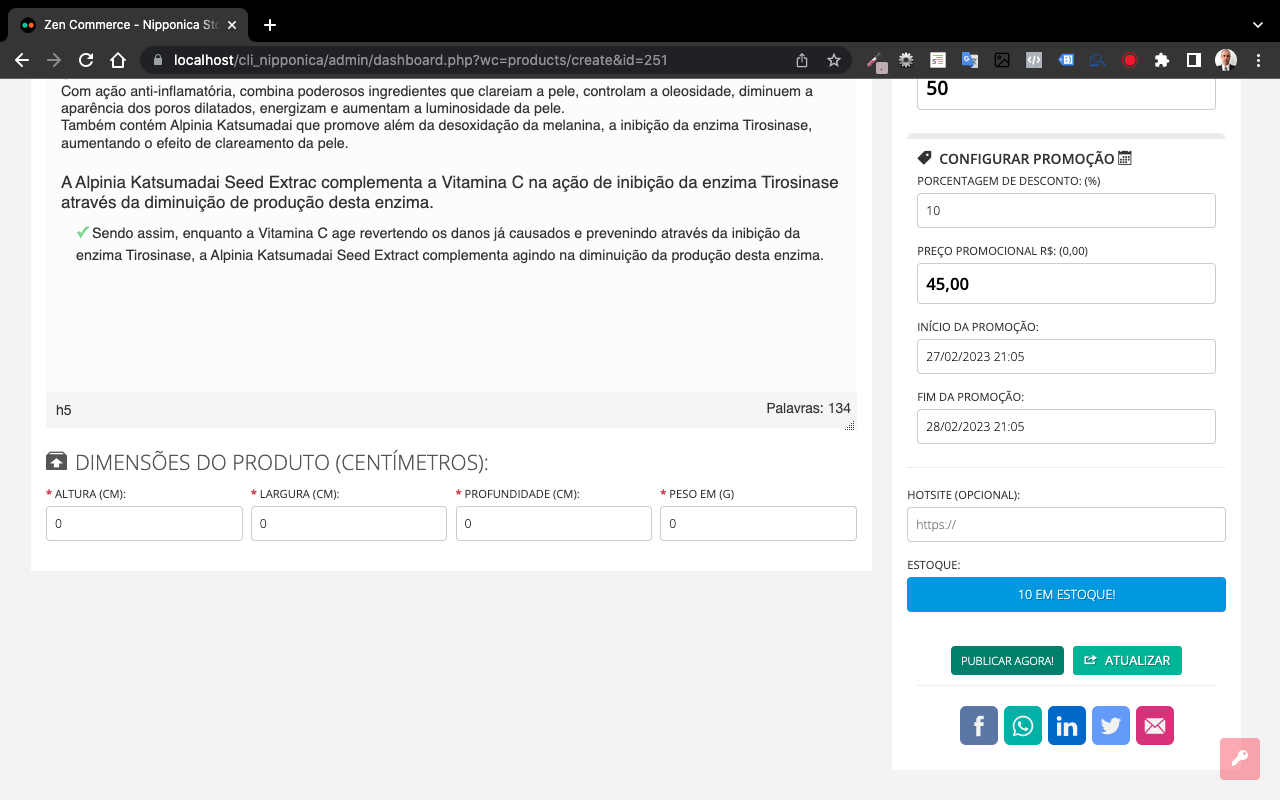 Zen Commerce - Nipponica Sto
localhost/cli_nipponica/admin/dashboard.php?wc=products/create&id=251
Com ação anti-inflamatória, combina poderosos ingredientes que clareiam a pele, controlam a oleosidade, diminuem a
aparência dos poros dilatados, energizam e aumentam a luminosidade da pele.
Também contém Alpinia Katsumadai que promove além da desoxidação da melanina, a inibição da enzima Tirosinase,
aumentando o efeito de clareamento da pele.
A Alpinia Katsumadai Seed Extrac complementa a Vitamina C na ação de inibição da enzima Tirosinase
através da diminuição de produção desta enzima.
✓Sendo assim, enquanto a Vitamina C age revertendo os danos já causados e prevenindo através da inibição da
enzima Tirosinase, a Alpinia Katsumadai Seed Extract complementa agindo na diminuição da produção desta enzima.
h5
Palavras: 134
DIMENSÕES DO PRODUTO (CENTÍMETROS):
* ALTURA (CM):
0
* LARGURA (CM):
0
* PROFUNDIDADE (CM):
0
* PESO EM (G)
0
50
CONFIGURAR PROMOÇÃO
PORCENTAGEM DE DESCONTO: (%)
10
PREÇO PROMOCIONAL R$: (0,00)
45,00
INÍCIO DA PROMOÇÃO:
27/02/2023 21:05
FIM DA PROMOÇÃO:
28/02/2023 21:05
HOTSITE (OPCIONAL):
https://
ESTOQUE:
10 EM ESTOQUE!
PUBLICAR AGORA!
ATUALIZAR